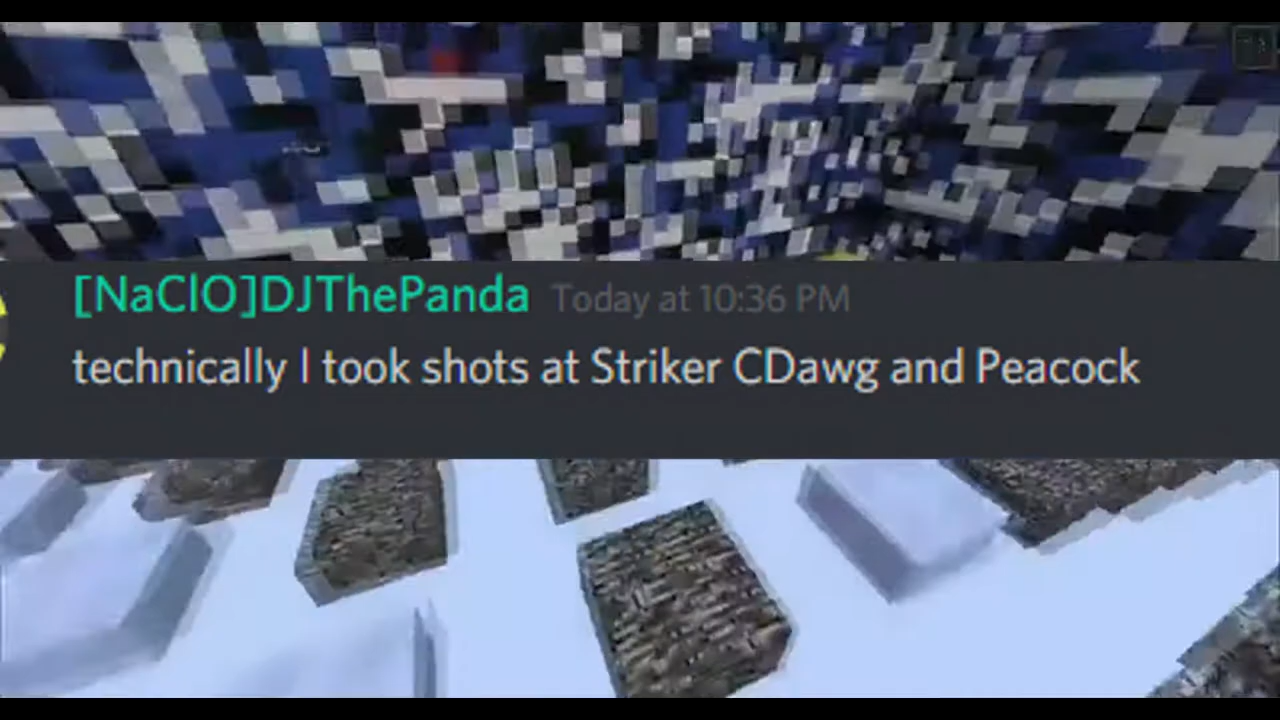 [NaClO]DJThePanda Today at 10:36 PM
technically I took shots at Striker CDawg and Peacock